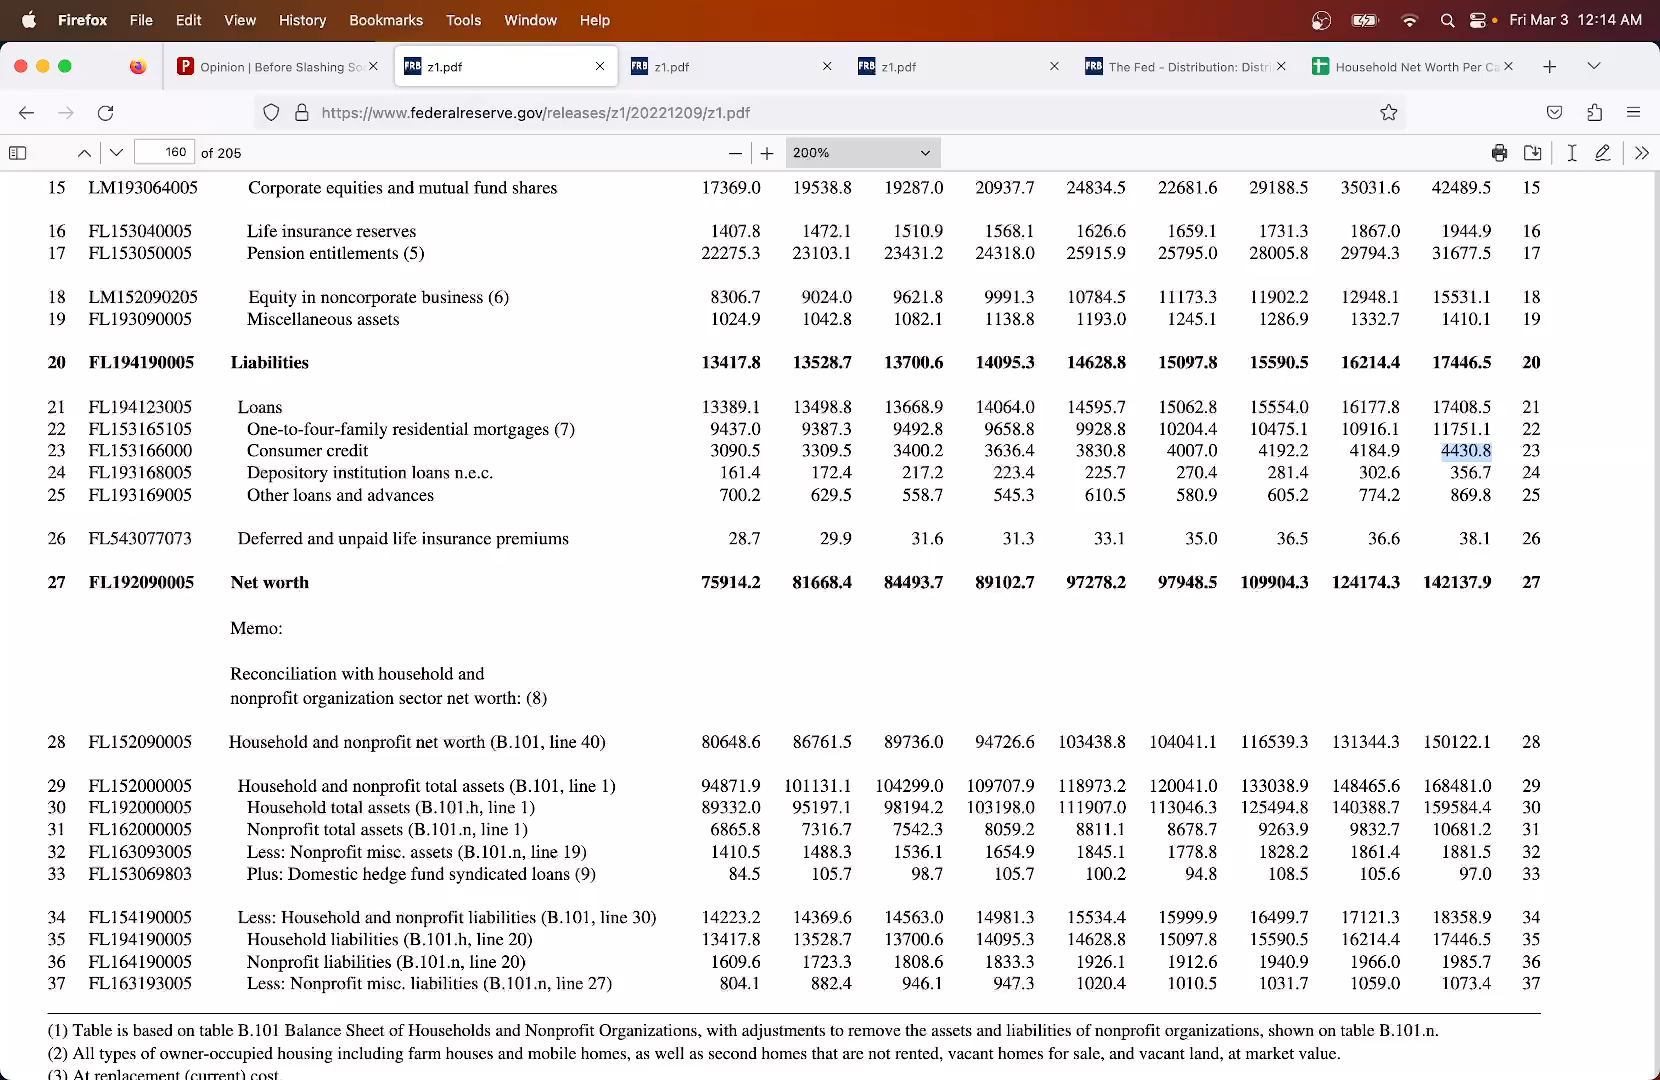 Firefox File Edit View History Bookmarks Tools Window Help Fri Mar 3 12:14 AM
Opinion | Before Slashing So z1.pdf z1.pdf z1.pdf The Fed - Distribution: Distri Household Net Worth Per Ca
https://www.federalreserve.gov/releases/z1/20221209/z1.pdf
160 of 205 200%
15 LM193064005 Corporate equities and mutual fund shares 17369.0 19538.8 19287.0 20937.7 24834.5 22681.6 29188.5 35031.6 42489.5 15
16 FL153040005 Life insurance reserves 1407.8 1472.1 1510.9 1568.1 1626.6 1659.1 1731.3 1867.0 1944.9 16
17 FL153050005 Pension entitlements (5) 22275.3 23103.1 23431.2 24318.0 25915.9 25795.0 28005.8 29794.3 31677.5 17
18 LM152090205 Equity in noncorporate business (6) 8306.7 9024.0 9621.8 9991.3 10784.5 11173.3 11902.2 12948.1 15531.1 18
19 FL193090005 Miscellaneous assets 1024.9 1042.8 1082.1 1138.8 1193.0 1245.1 1286.9 1332.7 1410.1 19
20 FL194190005 Liabilities 13417.8 13528.7 13700.6 14095.3 14628.8 15097.8 15590.5 16214.4 17446.5 20
21 FL194123005 Loans 13389.1 13498.8 13668.9 14064.0 14595.7 15062.8 15554.0 16177.8 17408.5 21
22 FL153165105 One-to-four-family residential mortgages (7) 9437.0 9387.3 9492.8 9658.8 9928.8 10204.4 10475.1 10916.1 11751.1 22
23 FL153166000 Consumer credit 3090.5 3309.5 3400.2 3636.4 3830.8 4007.0 4192.2 4184.9 4430.8 23
24 FL193168005 Depository institution loans n.e.c. 161.4 172.4 217.2 223.4 225.7 270.4 281.4 302.6 356.7 24
25 FL193169005 Other loans and advances 700.2 629.5 558.7 545.3 610.5 580.9 605.2 774.2 869.8 25
26 FL543077073 Deferred and unpaid life insurance premiums 28.7 29.9 31.6 31.3 33.1 35.0 36.5 36.6 38.1 26
27 FL192090005 Net worth 75914.2 81668.4 84493.7 89102.7 97278.2 97948.5 109904.3 124174.3 142137.9 27
Memo:
Reconciliation with household and
nonprofit organization sector net worth: (8)
28 FL152090005 Household and nonprofit net worth (B.101, line 40) 80648.6 86761.5 89736.0 94726.6 103438.8 104041.1 116539.3 131344.3 150122.1 28
29 FL152000005 Household and nonprofit total assets (B.101, line 1) 94871.9 101131.1 104299.0 109707.9 118973.2 120041.0 133038.9 148465.6 168481.0 29
30 FL192000005 Household total assets (B.101.h, line 1) 89332.0 95197.1 98194.2 103198.0 111907.0 113046.3 125494.8 140388.7 159584.4 30
31 FL162000005 Nonprofit total assets (B.101.n, line 1) 6865.8 7316.7 7542.3 8059.2 8811.1 8678.7 9263.9 9832.7 10681.2 31
32 FL163093005 Less: Nonprofit misc. assets (B.101.n, line 19) 1410.5 1488.3 1536.1 1654.9 1845.1 1778.8 1828.2 1861.4 1881.5 32
33 FL153069803 Plus: Domestic hedge fund syndicated loans (9) 84.5 105.7 98.7 105.7 100.2 94.8 108.5 105.6 97.0 33
34 FL154190005 Less: Household and nonprofit liabilities (B.101, line 30) 14223.2 14369.6 14563.0 14981.3 15534.4 15999.9 16499.7 17121.3 18358.9 34
35 FL194190005 Household liabilities (B.101.h, line 20) 13417.8 13528.7 13700.6 14095.3 14628.8 15097.8 15590.5 16214.4 17446.5 35
36 FL164190005 Nonprofit liabilities (B.101.n, line 20) 1609.6 1723.3 1808.6 1833.3 1926.1 1912.6 1940.9 1966.0 1985.7 36
37 FL163193005 Less: Nonprofit misc. liabilities (B.101.n, line 27) 804.1 882.4 946.1 947.3 1020.4 1010.5 1031.7 1059.0 1073.4 37
(1) Table is based on table B.101 Balance Sheet of Households and Nonprofit Organizations, with adjustments to remove the assets and liabilities of nonprofit organizations, shown on table B.101.n.
(2) All types of owner-occupied housing including farm houses and mobile homes, as well as second homes that are not rented, vacant homes for sale, and vacant land, at market value.
(3) At replacement (current) cost.